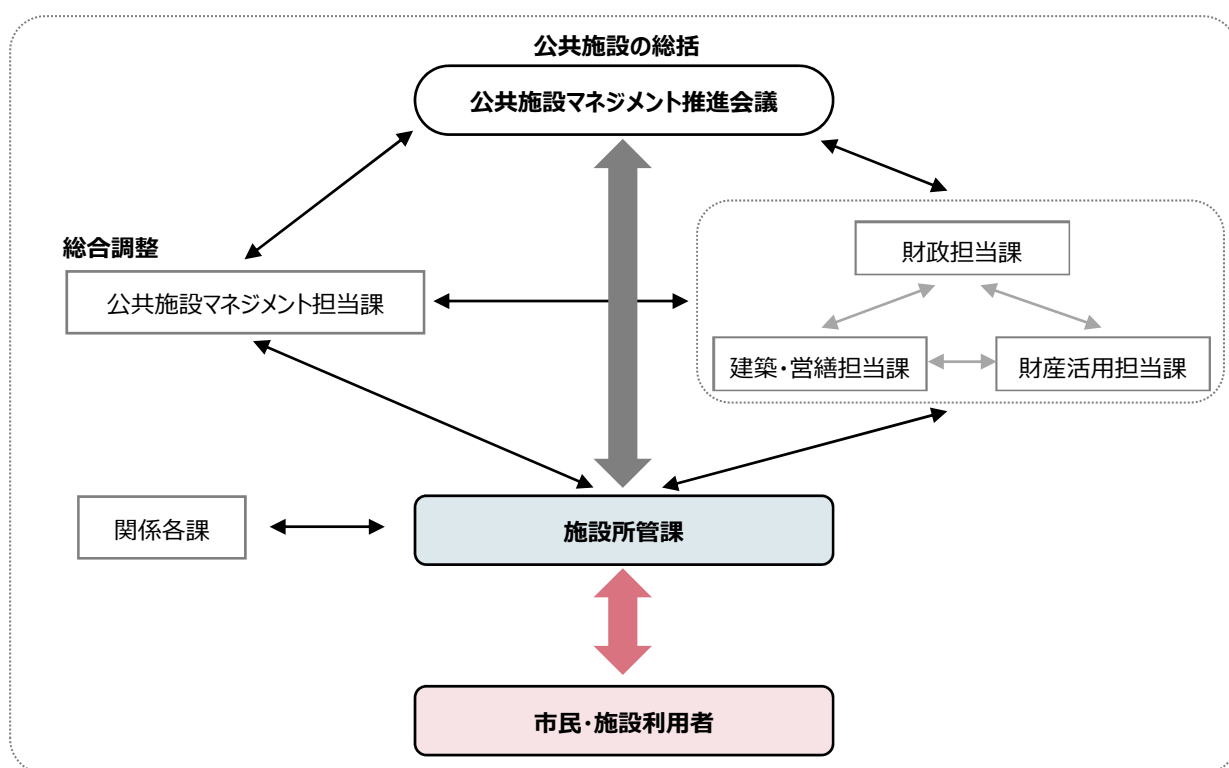 公共施設の総括
公共施設マネジメント推進会議
総合調整
公共施設マネジメント担当課
財政担当課
建築・営繕担当課
財産活用担当課
関係各課
施設所管課
市民・施設利用者